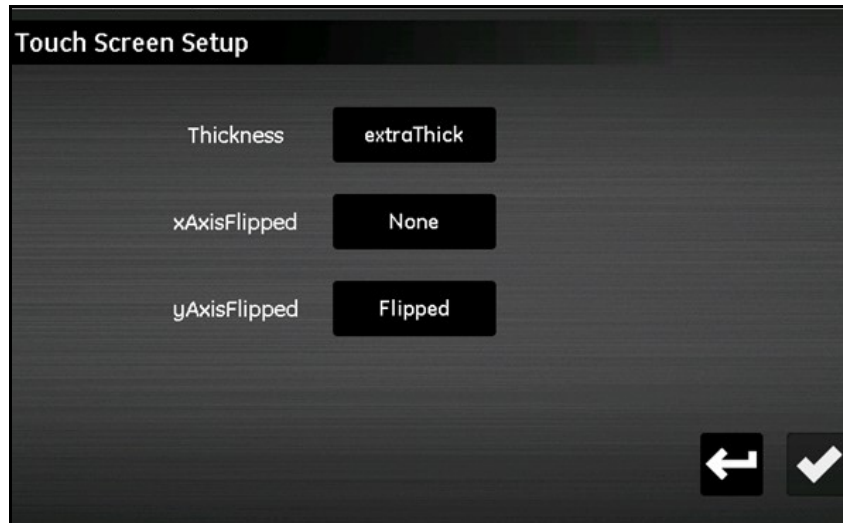 Touch Screen Setup
Thickness extraThick
xAxisFlipped None
yAxisFlipped Flipped